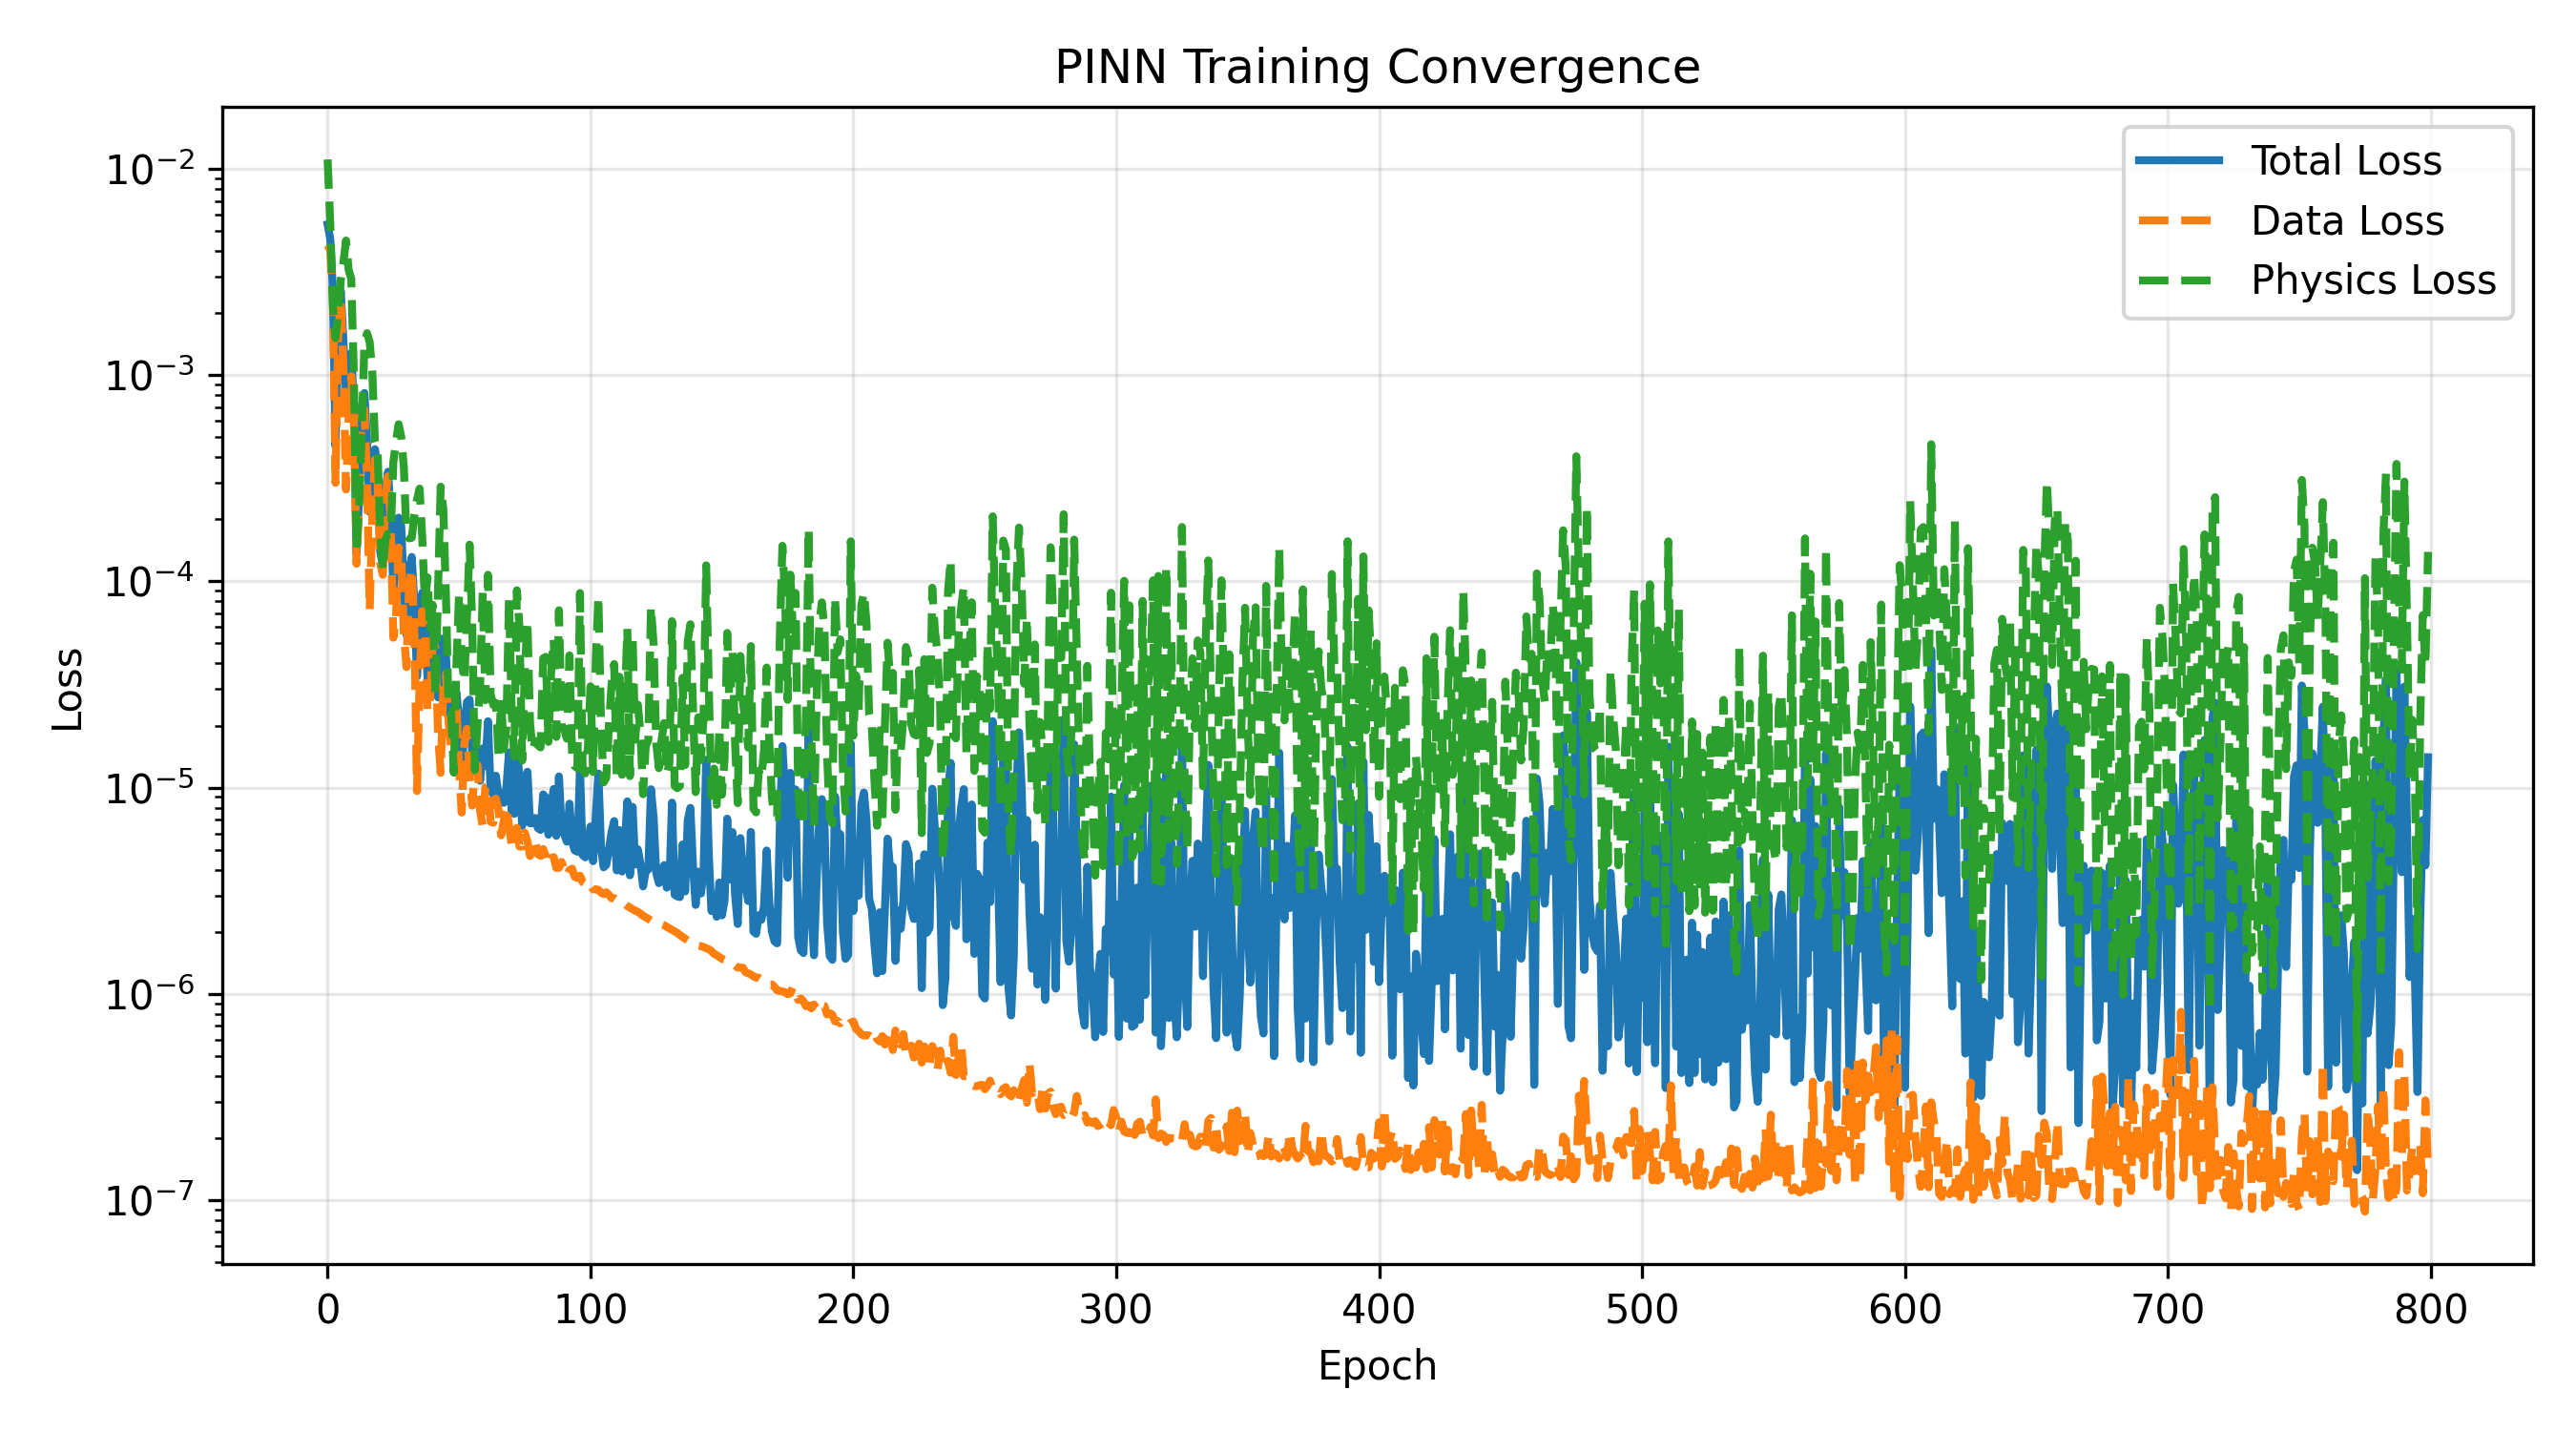 PINN Training Convergence
Total Loss
Data Loss
Physics Loss
Loss
10⁻²
10⁻³
10⁻⁴
10⁻⁵
10⁻⁶
10⁻⁷
0 100 200 300 400 500 600 700 800
Epoch